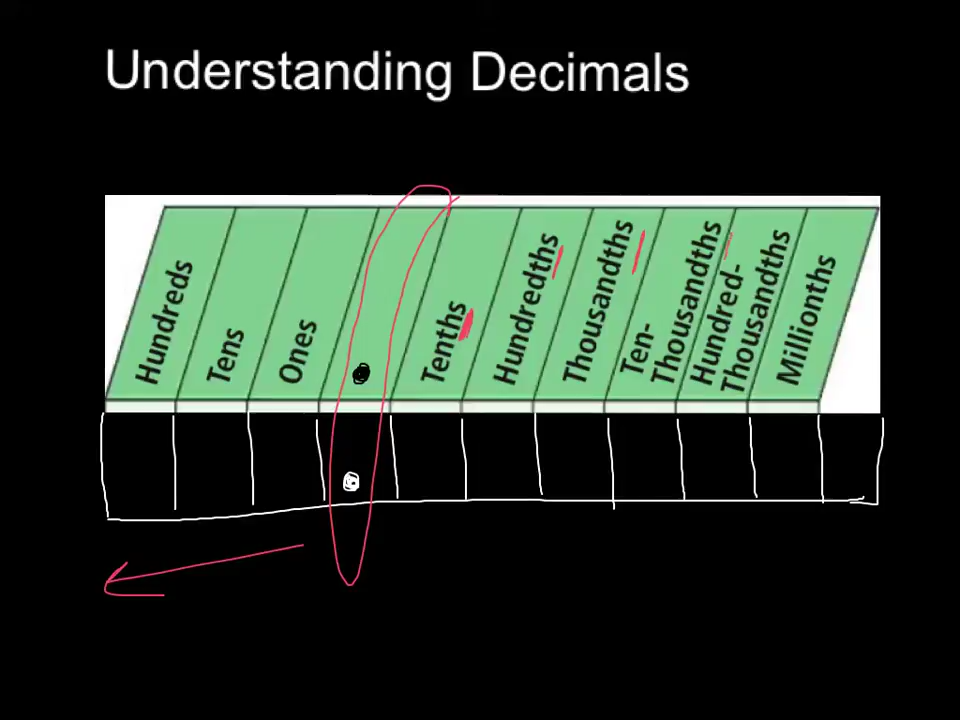 Understanding Decimals
Hundreds
Tens
Ones
Tenths
Hundredths
Thousandths
Ten-
Thousandths
Hundred-
Thousandths
Millionths